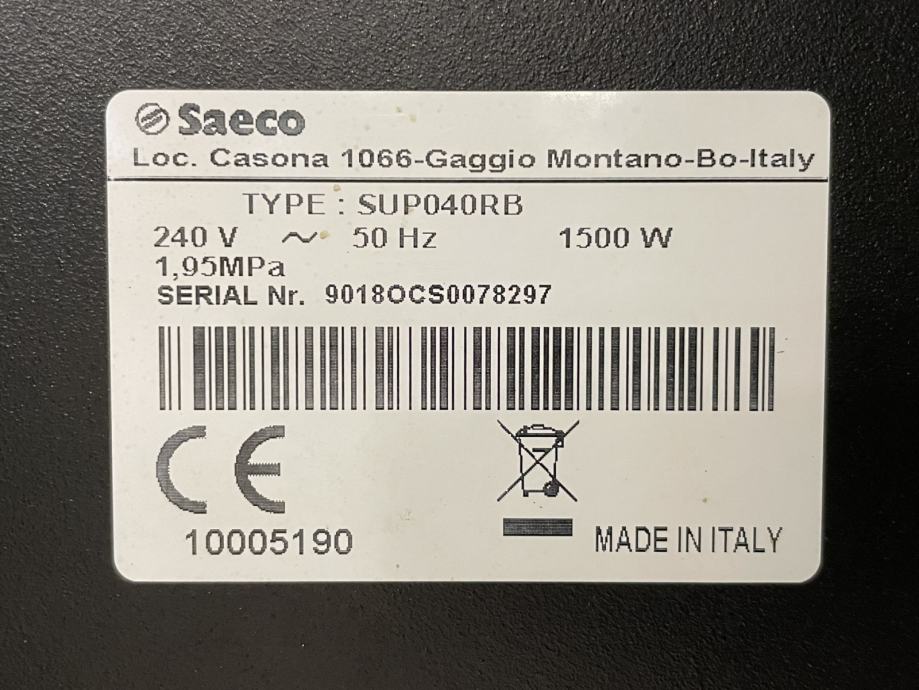 Saeco
Loc. Casona 1066-Gaggio Montano-Bo-Italy
TYPE : SUP040RB
240 V ~ 50 Hz 1500 W
1,95MPa
SERIAL Nr. 9018OCS0078297
CE
10005190
MADE IN ITALY